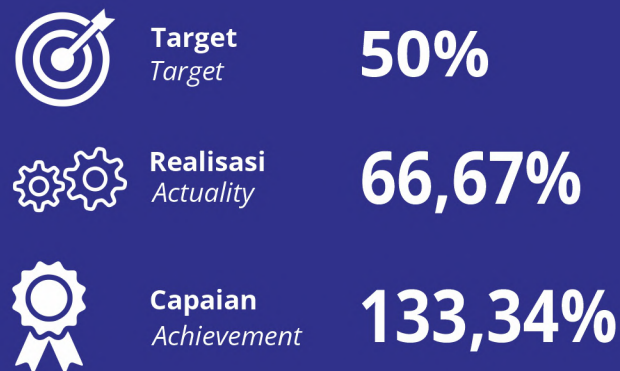 Target
Target
50%
Realisasi
Actuality
66,67%
Capaian
Achievement
133,34%